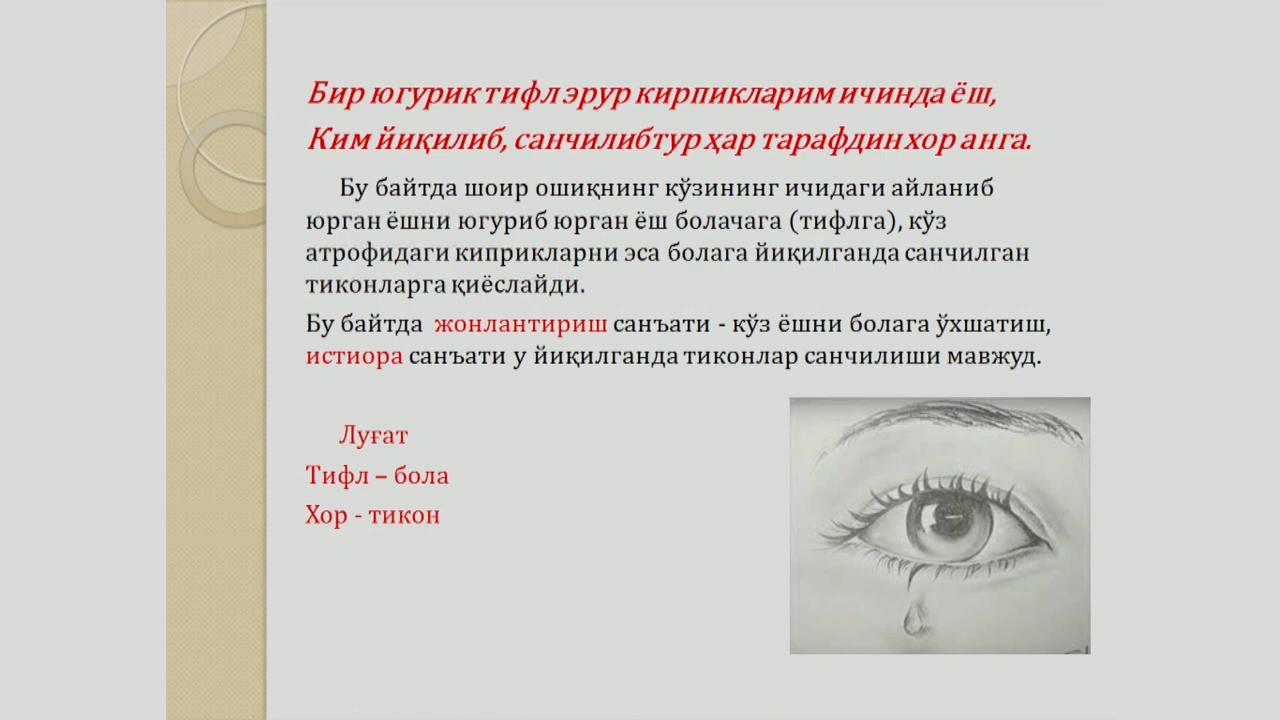 Бир югурик тифл эрур кирпикларим ичинда ёш,
Ким йиқилиб, санчилибтур ҳар тарафдин хор анга.
Бу байтда шоир ошиқнинг кўзининг ичидаги айланиб
юрган ёшни югуриб юрган ёш болачага (тифлга), кўз
атрофидаги киприкларни эса болага йиқилганда санчилган
тиконларга қиёслайди.
Бу байтда жонлантириш санъати - кўз ёшни болага ўхшатиш,
истиора санъати у йиқилганда тиконлар санчилиши мавжуд.
Луғат
Тифл – бола
Хор - тикон